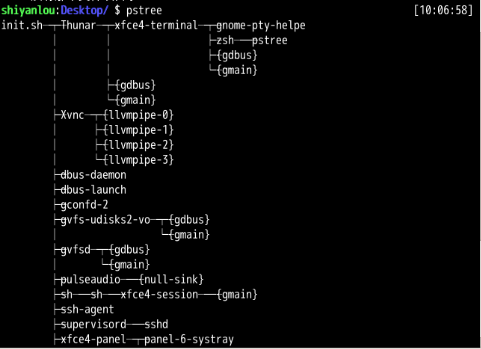 shiyanlou:Desktop/ $ pstree [10:06:58]
init.sh─┬─Thunar─┬─xfce4-terminal─┬─gnome-pty-helpe
        │        │                ├─zsh───pstree
        │        │                ├─{gdbus}
        │        │                └─{gmain}
        │        ├─{gdbus}
        │        └─{gmain}
        ├─Xvnc─┬─{llvmpipe-0}
        │      ├─{llvmpipe-1}
        │      ├─{llvmpipe-2}
        │      └─{llvmpipe-3}
        ├─dbus-daemon
        ├─dbus-launch
        ├─gconfd-2
        ├─gvfs-udisks2-vo─┬─{gdbus}
        │                 └─{gmain}
        ├─gvfsd─┬─{gdbus}
        │       └─{gmain}
        ├─pulseaudio───{null-sink}
        ├─sh───sh───xfce4-session───{gmain}
        ├─ssh-agent
        ├─supervisord───sshd
        ├─xfce4-panel─┬─panel-6-systray